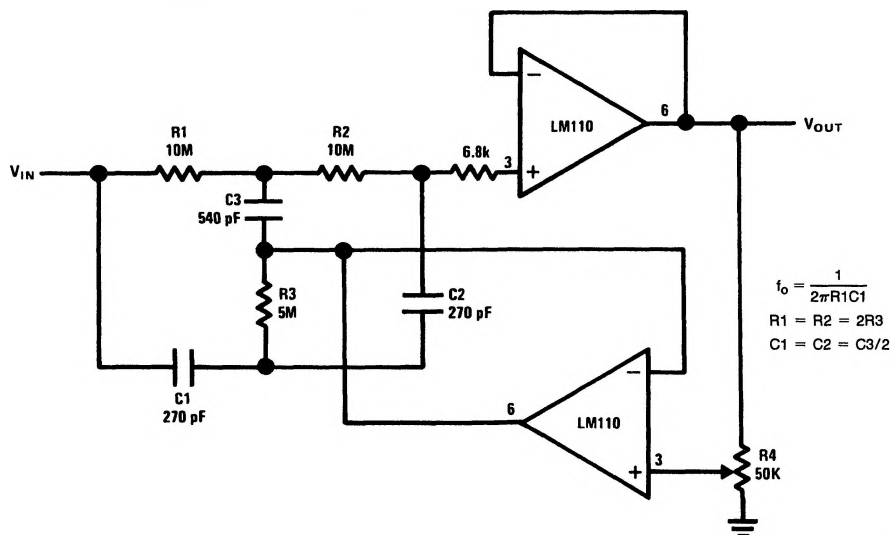 R1
10M
R2
10M
6.8k
3
−
+
LM110
6
VOUT
VIN
C3
540 pF
R3
5M
C2
270 pF
C1
270 pF
6
LM110
−
+
3
R4
50K
fo = 1 / 2πR1C1
R1 = R2 = 2R3
C1 = C2 = C3/2